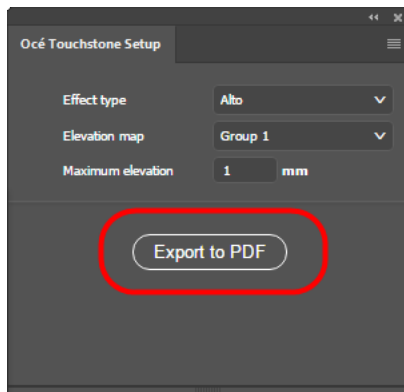 Océ Touchstone Setup
Effect type Alto
Elevation map Group 1
Maximum elevation 1 mm
Export to PDF